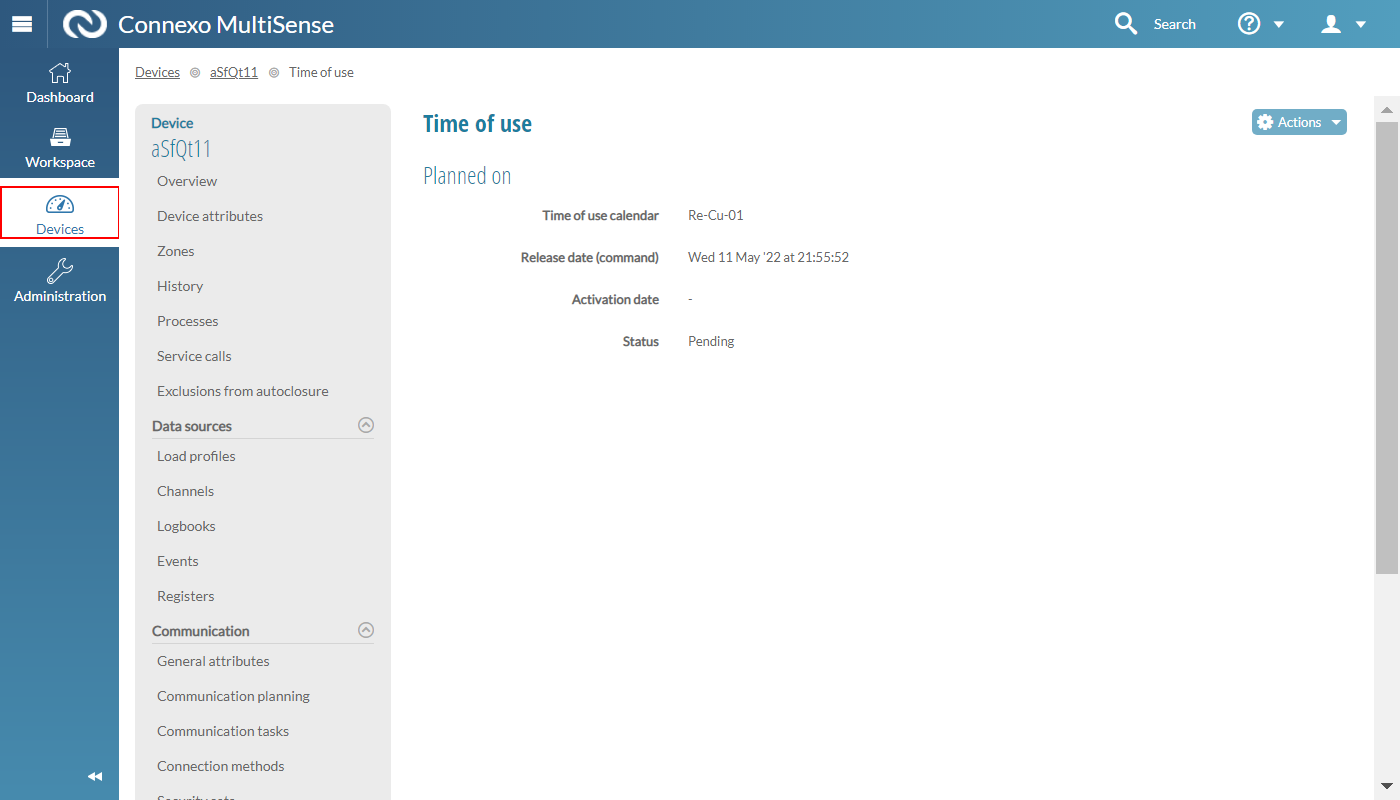 Connexo MultiSense
Search
Dashboard
Workspace
Devices
Administration
Devices aSfQt11 Time of use
Device
aSfQt11
Overview
Device attributes
Zones
History
Processes
Service calls
Exclusions from autoclosure
Data sources
Load profiles
Channels
Logbooks
Events
Registers
Communication
General attributes
Communication planning
Communication tasks
Connection methods
Security sets
Time of use
Actions
Planned on
Time of use calendar Re-Cu-01
Release date (command) Wed 11 May '22 at 21:55:52
Activation date -
Status Pending